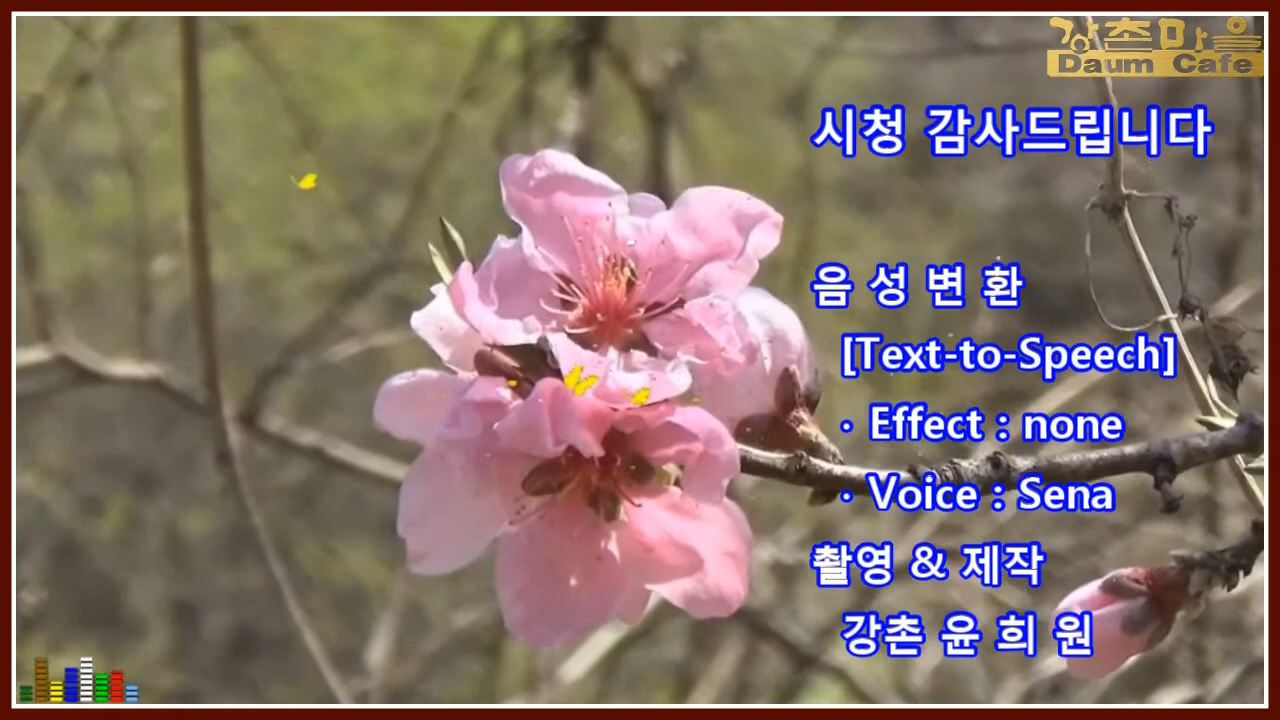 강촌마을
Daum Cafe
시청 감사드립니다
음 성 변 환
[Text-to-Speech]
· Effect : none
· Voice : Sena
촬영 & 제작
강촌 윤 희 원